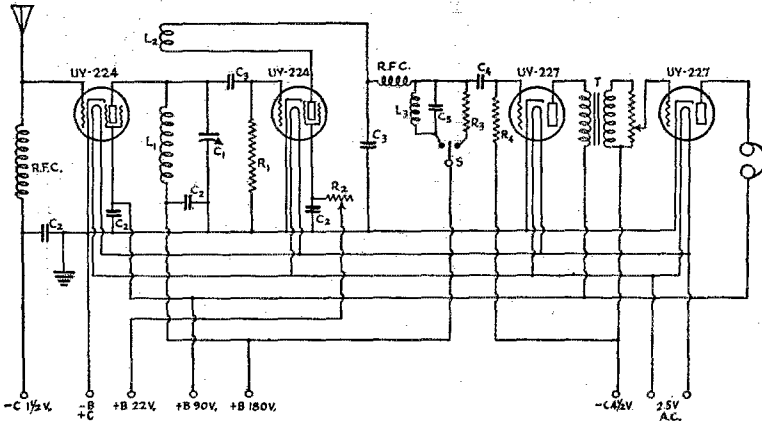 L2
UY-224
C3
UY-224
R.F.C.
C4
UY-227
T
UY-227
R.F.C.
L1
C1
R1
C3
L3
C5
R3
R4
S
C2
C2
C2
C2
R2
-C 1½ V.
-B
+C
+B 22V.
+B 90V.
+B 180V.
-C 4½V.
2.5V
A.C.